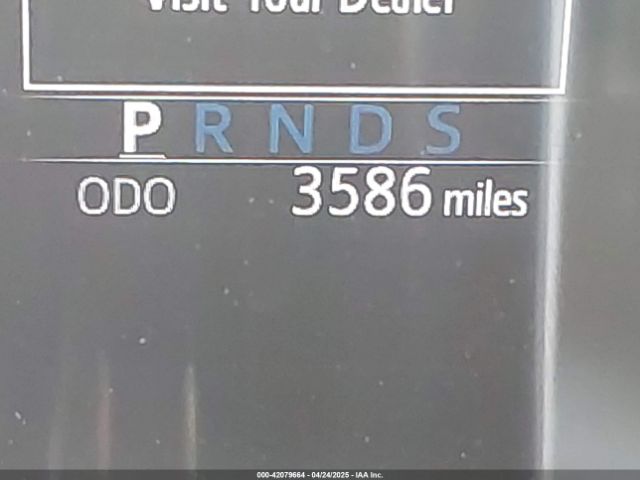 Visit Your Dealer
P R N D S
ODO 3586 miles
000-42079664 - 04/24/2025 - IAA Inc.